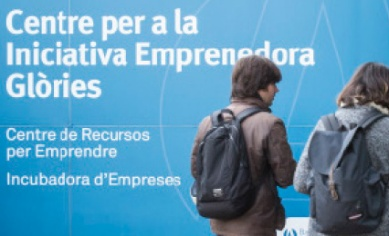 Centre per a la
Iniciativa Emprenedora
Glòries
Centre de Recursos
per Emprendre
Incubadora d'Empreses